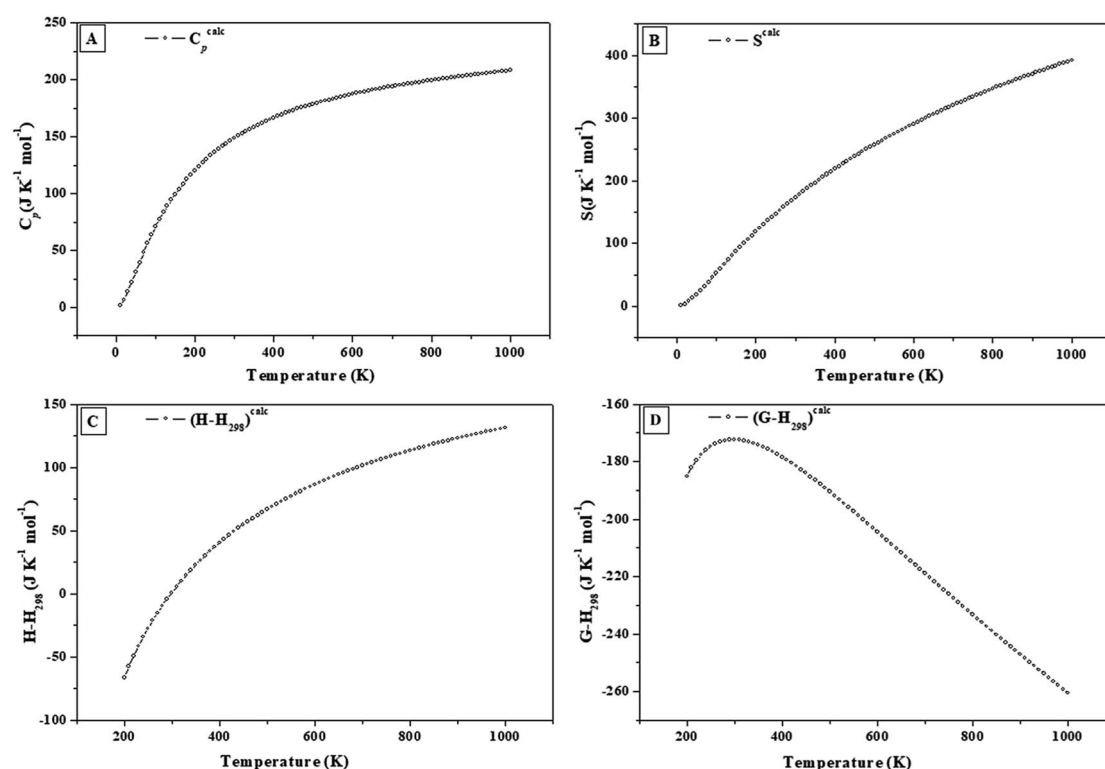 A
C_p^calc
250
200
150
100
50
0
C_p (J K^-1 mol^-1)
0 200 400 600 800 1000
Temperature (K)
B
S^calc
400
300
200
100
0
S(J K^-1 mol^-1)
0 200 400 600 800 1000
Temperature (K)
C
(H-H_298)^calc
150
100
50
0
-50
-100
H-H_298 (J K^-1 mol^-1)
200 400 600 800 1000
Temperature (K)
D
(G-H_298)^calc
-160
-180
-200
-220
-240
-260
G-H_298 (J K^-1 mol^-1)
200 400 600 800 1000
Temperature (K)